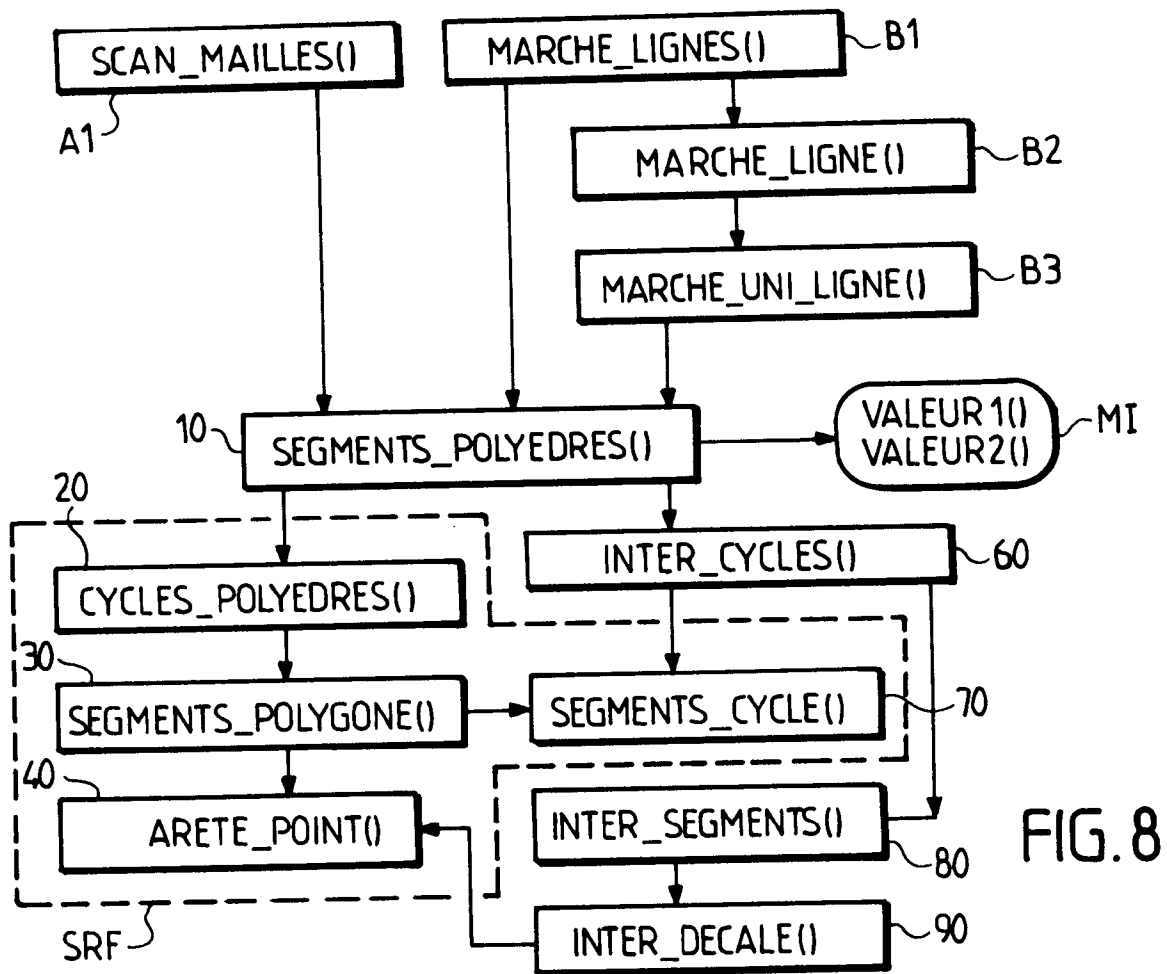 SCAN_MAILLES()
MARCHE_LIGNES()
B1
A1
MARCHE_LIGNE()
B2
MARCHE_UNI_LIGNE()
B3
10
SEGMENTS_POLYEDRES()
VALEUR1()
VALEUR2()
MI
20
INTER_CYCLES()
60
CYCLES_POLYEDRES()
30
SEGMENTS_POLYGONE()
SEGMENTS_CYCLE()
70
40
ARETE_POINT()
INTER_SEGMENTS()
80
FIG.8
SRF
INTER_DECALE()
90